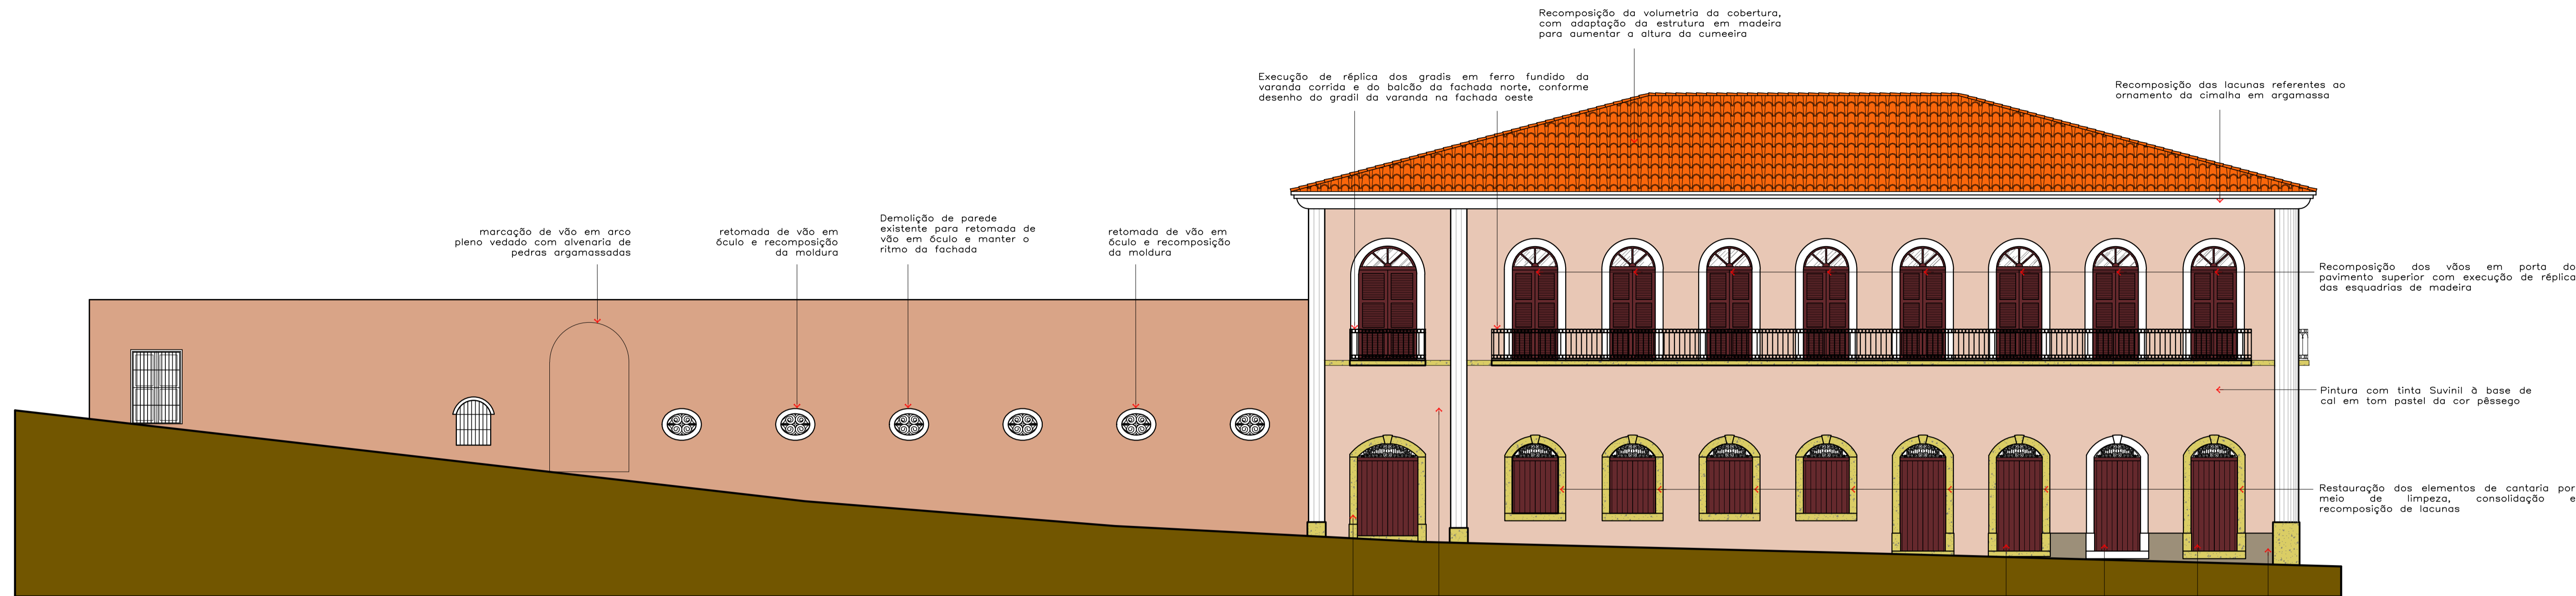 Recomposição da volumetria da cobertura,
com adaptação da estrutura em madeira
para aumentar a altura da cumeeira
Execução de réplica dos gradis em ferro fundido da
varanda corrida e do balcão da fachada norte, conforme
desenho do gradil da varanda na fachada oeste
Recomposição das lacunas referentes ao
ornamento da cimalha em argamassa
marcação de vão em arco
pleno vedado com alvenaria de
pedras argamassadas
retomada de vão em
óculo e recomposição
da moldura
Demolição de parede
existente para retomada de
vão em óculo e manter o
ritmo da fachada
retomada de vão em
óculo e recomposição
da moldura
Recomposição dos vãos em porta do
pavimento superior com execução de réplica
das esquadrias de madeira
Pintura com tinta Suvinil à base de
cal em tom pastel da cor pêssego
Restauração dos elementos de cantaria por
meio de limpeza, consolidação e
recomposição de lacunas